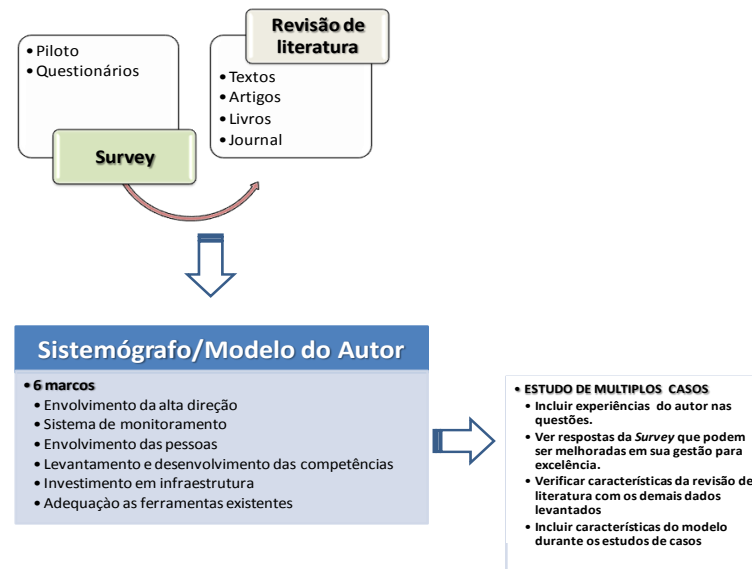 • Piloto
• Questionários
Survey
Revisão de
literatura
• Textos
• Artigos
• Livros
• Journal
Sistemógrafo/Modelo do Autor
• 6 marcos
• Envolvimento da alta direção
• Sistema de monitoramento
• Envolvimento das pessoas
• Levantamento e desenvolvimento das competências
• Investimento em infraestrutura
• Adequaçào as ferramentas existentes
• ESTUDO DE MULTIPLOS CASOS
• Incluir experiências do autor nas
questões.
• Ver respostas da Survey que podem
ser melhoradas em sua gestão para
excelência.
• Verificar características da revisão de
literatura com os demais dados
levantados
• Incluir características do modelo
durante os estudos de casos